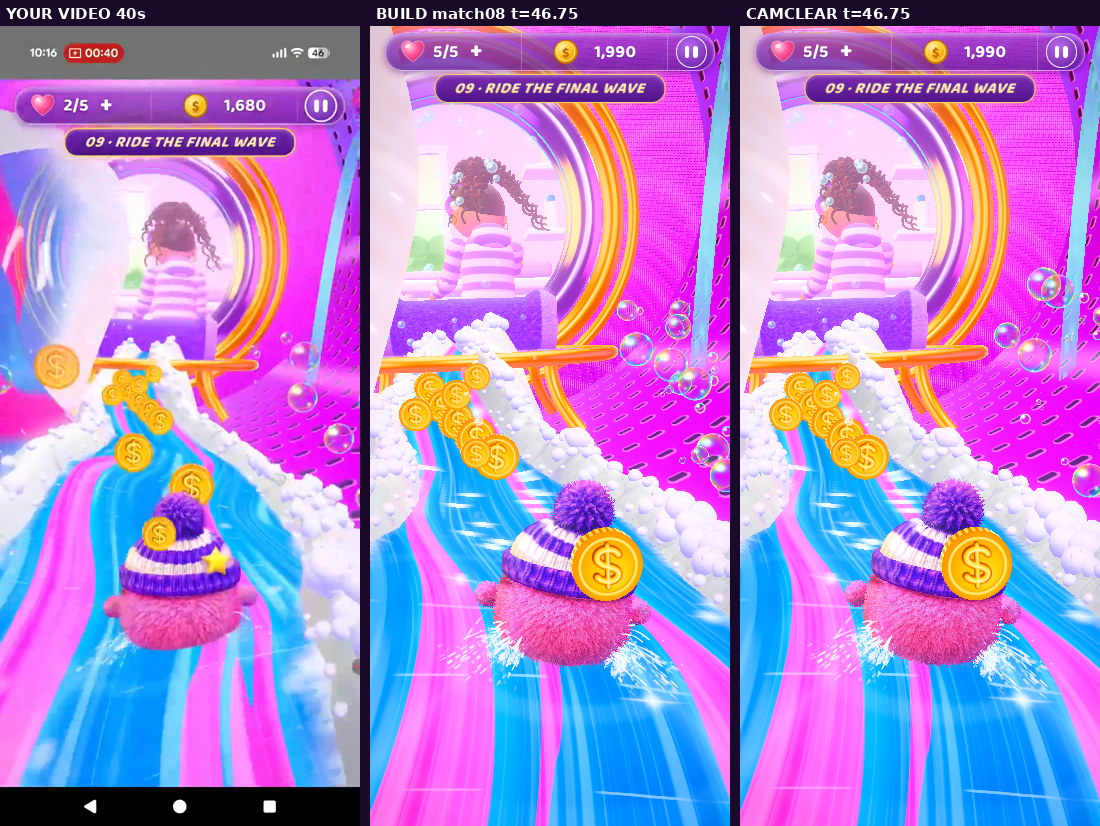 YOUR VIDEO 40s
10:16 00:40 46
2/5 + $ 1,680
09 · RIDE THE FINAL WAVE
$
$
$
$
$
BUILD match08 t=46.75
5/5 + $ 1,990
09 · RIDE THE FINAL WAVE
$
$
$
$
$
$
CAMCLEAR t=46.75
5/5 + $ 1,990
09 · RIDE THE FINAL WAVE
$
$
$
$
$
$